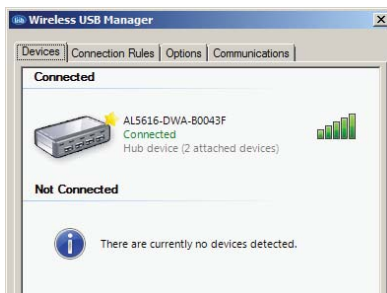 Wireless USB Manager
Devices Connection Rules Options Communications
Connected
AL5616-DWA-B0043F
Connected
Hub device (2 attached devices)
Not Connected
There are currently no devices detected.